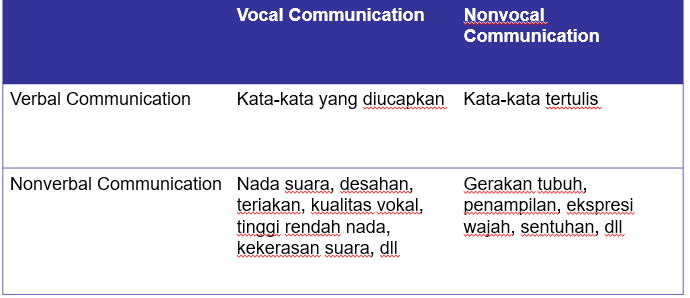 Vocal Communication
Nonvocal
Communication
Verbal Communication
Kata-kata yang diucapkan
Kata-kata tertulis
Nonverbal Communication
Nada suara, desahan,
teriakan, kualitas vokal,
tinggi rendah nada,
kekerasan suara, dll
Gerakan tubuh,
penampilan, ekspresi
wajah, sentuhan, dll